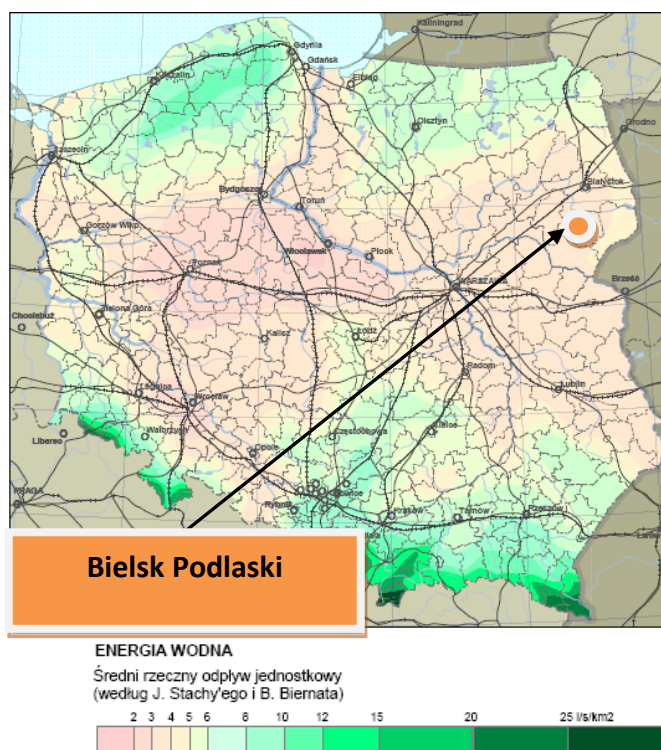 Kaliningrad
Gdynia
Gdańsk
Koszalin
Elbląg
Olsztyn
Grodno
Szczecin
Białystok
Bydgoszcz
Toruń
Gorzów Wlkp.
Włocławek
Płock
Poznań
WARSZAWA
Brześć
Zielona Góra
Chociebuż
Kalisz
Łódź
Radom
Legnica
Lublin
Wrocław
Liberec
Wałbrzych
Częstochowa
Kielce
Opole
PRAGA
Rybnik
Kraków
Tarnów
Rzeszów
Bielsk Podlaski
ENERGIA WODNA
Średni rzeczny odpływ jednostkowy
(według J. Stachy'ego i B. Biernata)
2 3 4 5 6 8 10 12 15 20 25 l/s/km2